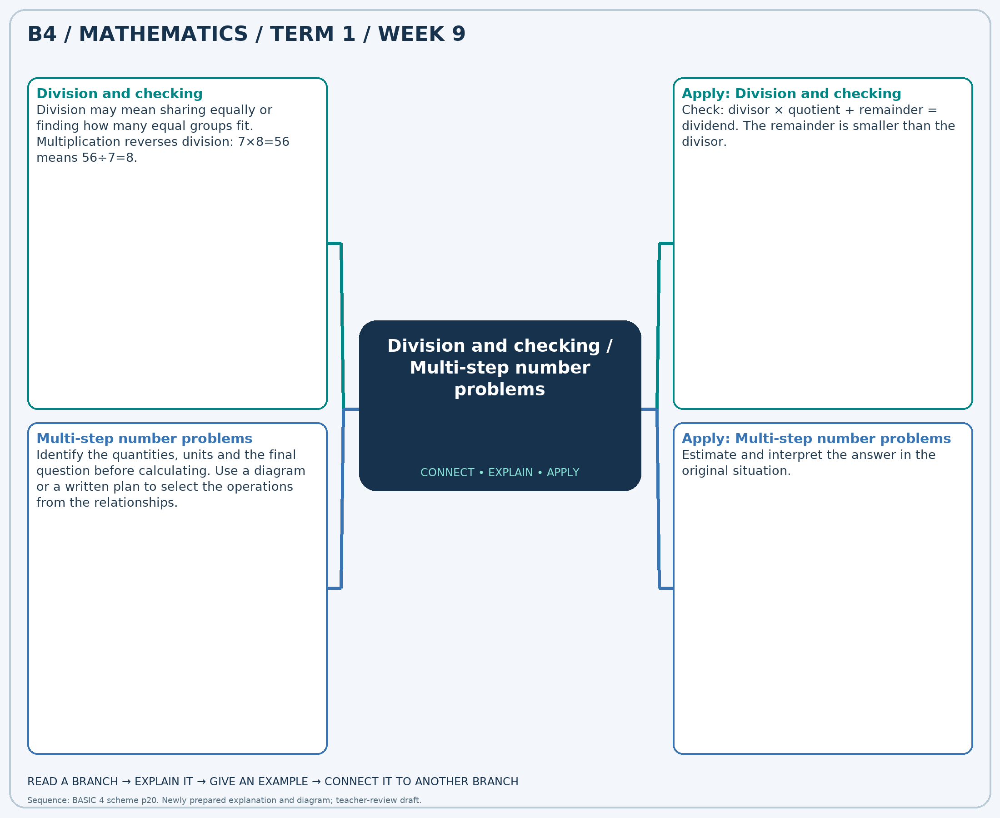 B4 / MATHEMATICS / TERM 1 / WEEK 9
Division and checking
Division may mean sharing equally or
finding how many equal groups fit.
Multiplication reverses division: 7×8=56
means 56÷7=8.
Apply: Division and checking
Check: divisor × quotient + remainder =
dividend. The remainder is smaller than the
divisor.
Division and checking /
Multi-step number
problems
CONNECT • EXPLAIN • APPLY
Multi-step number problems
Identify the quantities, units and the final
question before calculating. Use a diagram
or a written plan to select the operations
from the relationships.
Apply: Multi-step number problems
Estimate and interpret the answer in the
original situation.
READ A BRANCH → EXPLAIN IT → GIVE AN EXAMPLE → CONNECT IT TO ANOTHER BRANCH
Sequence: BASIC 4 scheme p20. Newly prepared explanation and diagram; teacher-review draft.